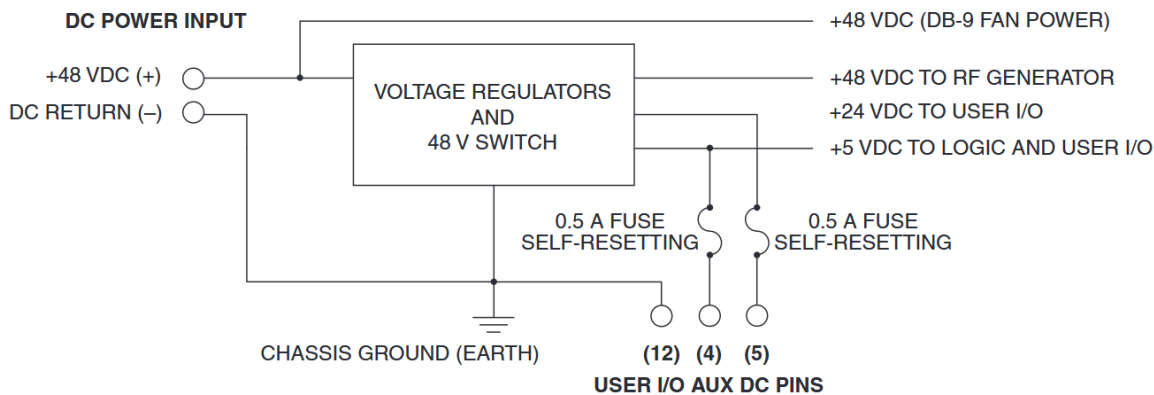 DC POWER INPUT
+48 VDC (DB-9 FAN POWER)
+48 VDC (+)
DC RETURN (–)
VOLTAGE REGULATORS
AND
48 V SWITCH
+48 VDC TO RF GENERATOR
+24 VDC TO USER I/O
+5 VDC TO LOGIC AND USER I/O
0.5 A FUSE
SELF-RESETTING
0.5 A FUSE
SELF-RESETTING
CHASSIS GROUND (EARTH)
(12) (4) (5)
USER I/O AUX DC PINS